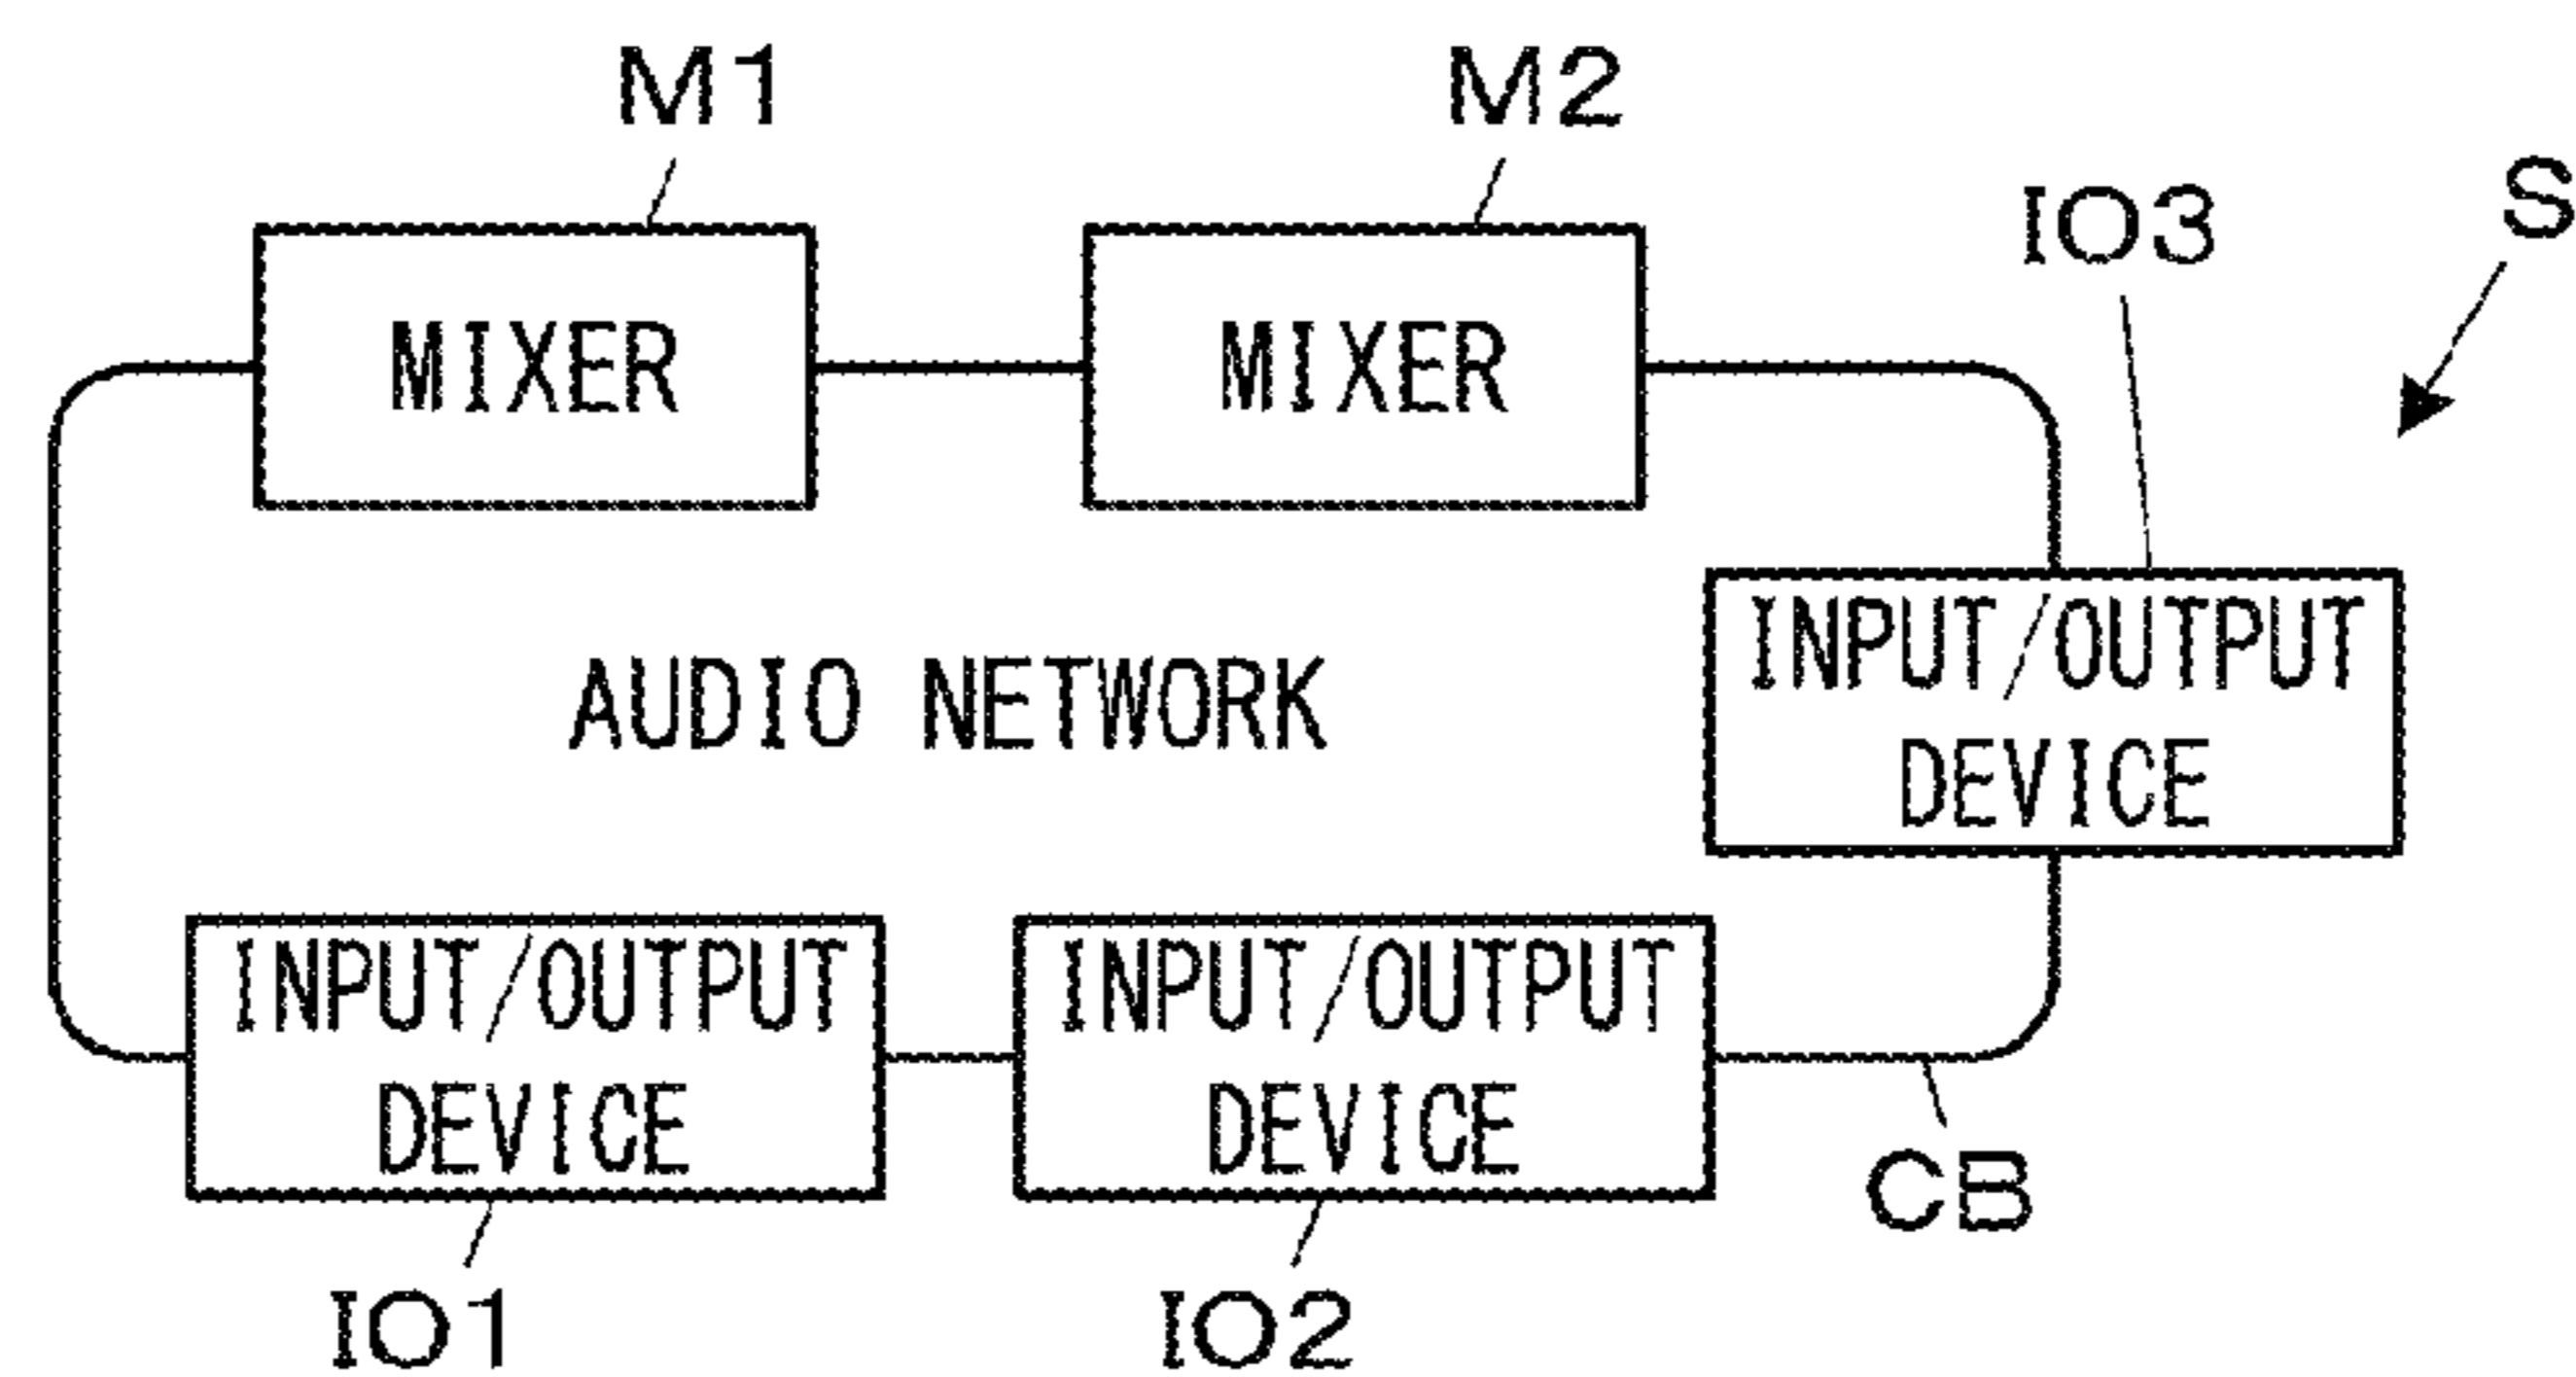 M1
M2
S
IO3
MIXER
MIXER
INPUT/OUTPUT
DEVICE
AUDIO NETWORK
INPUT/OUTPUT
DEVICE
INPUT/OUTPUT
DEVICE
CB
IO1
IO2